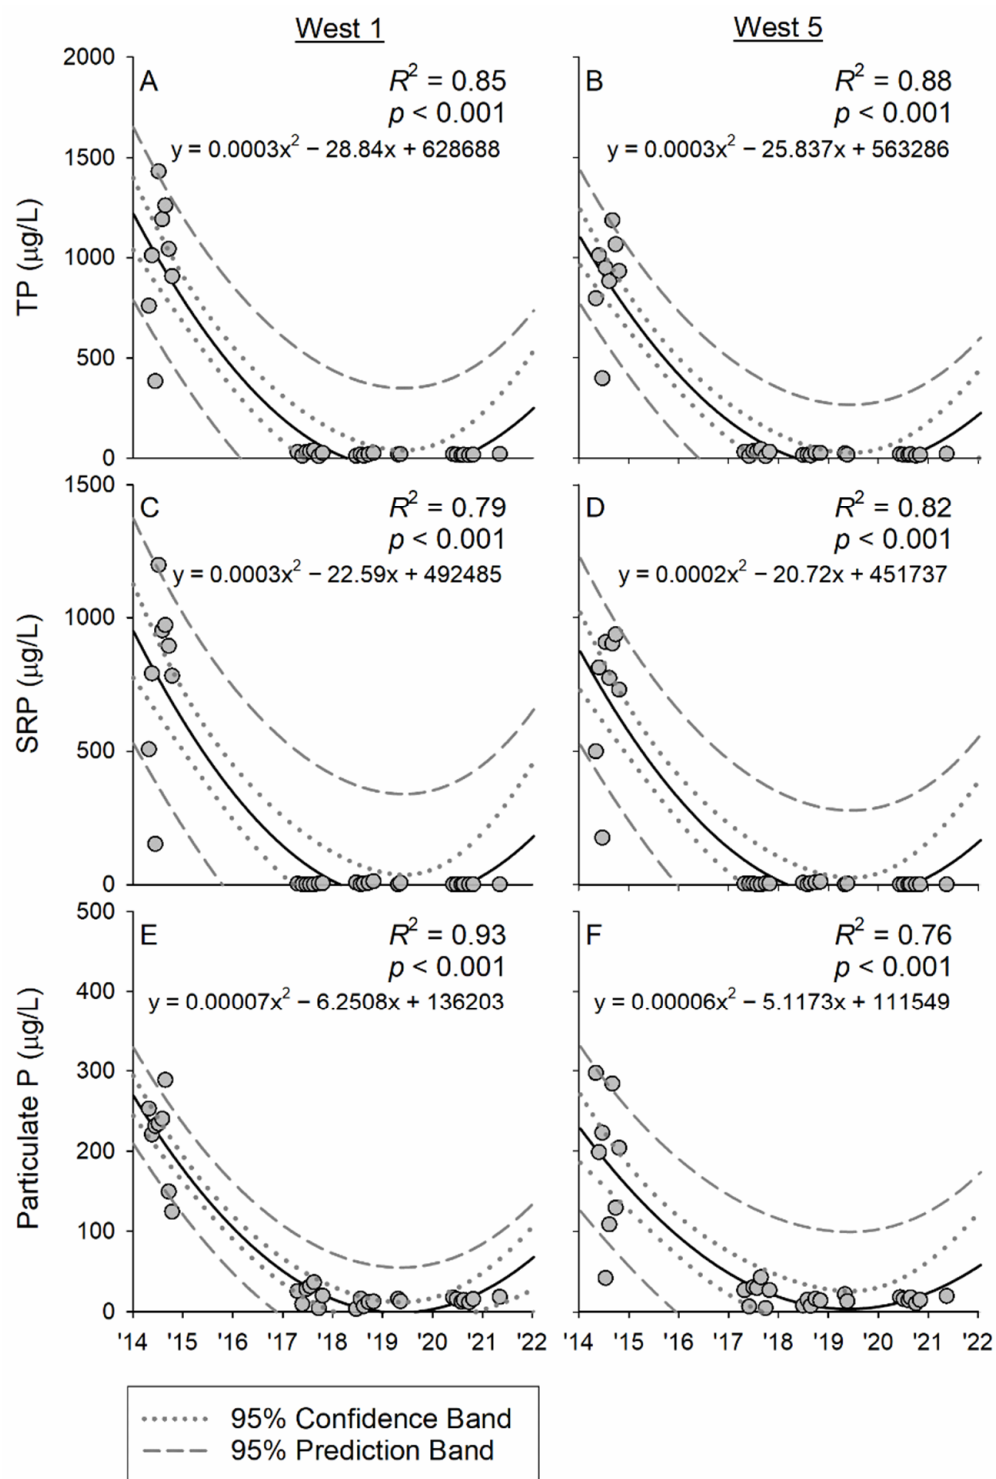 West 1
West 5
2000
1500
1000
500
0
TP (µg/L)
A
R² = 0.85
p < 0.001
y = 0.0003x² − 28.84x + 628688
B
R² = 0.88
p < 0.001
y = 0.0003x² − 25.837x + 563286
1500
1000
500
0
SRP (µg/L)
C
R² = 0.79
p < 0.001
y = 0.0003x² − 22.59x + 492485
D
R² = 0.82
p < 0.001
y = 0.0002x² − 20.72x + 451737
500
400
300
200
100
0
Particulate P (µg/L)
E
R² = 0.93
p < 0.001
y = 0.00007x² − 6.2508x + 136203
F
R² = 0.76
p < 0.001
y = 0.00006x² − 5.1173x + 111549
'14 '15 '16 '17 '18 '19 '20 '21 '22
'14 '15 '16 '17 '18 '19 '20 '21 '22
95% Confidence Band
95% Prediction Band